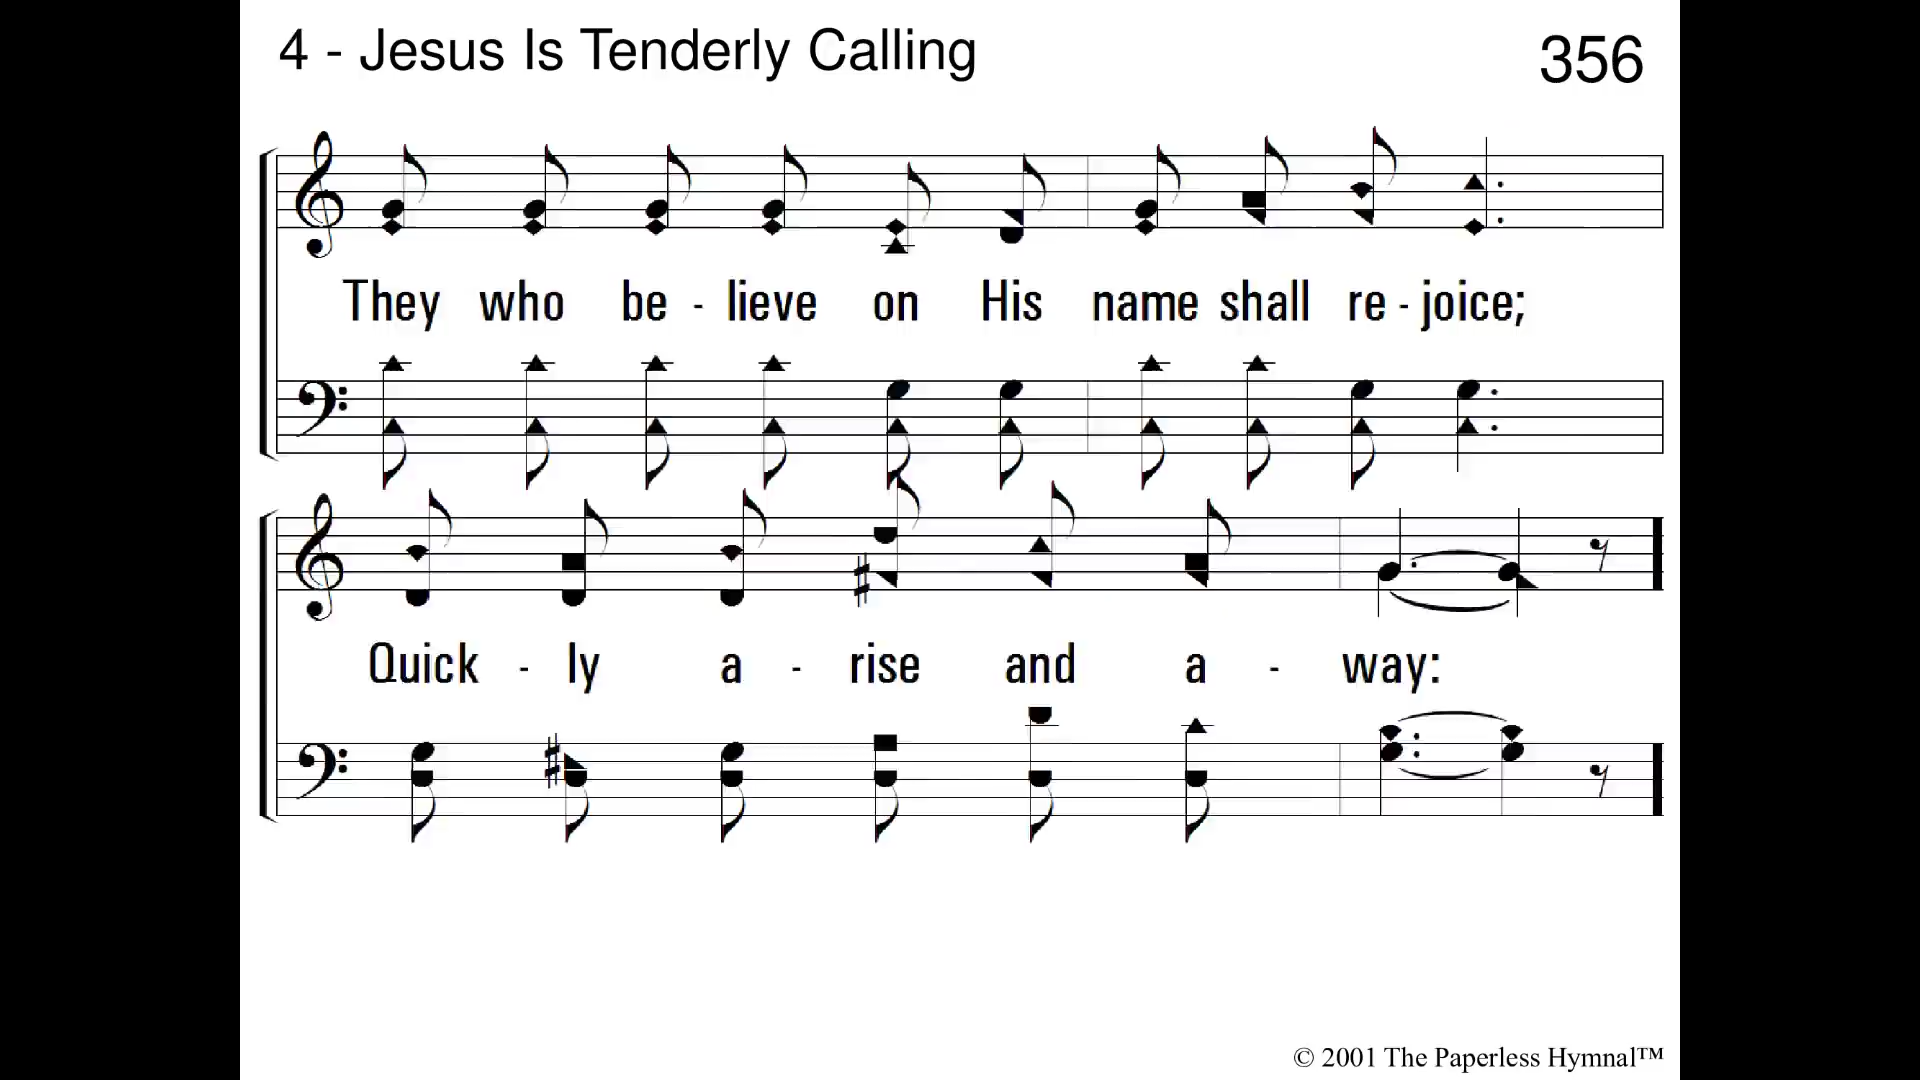 4 - Jesus Is Tenderly Calling
356
They who be - lieve on His name shall re - joice;
Quick - ly a - rise and a - way:
© 2001 The Paperless Hymnal™